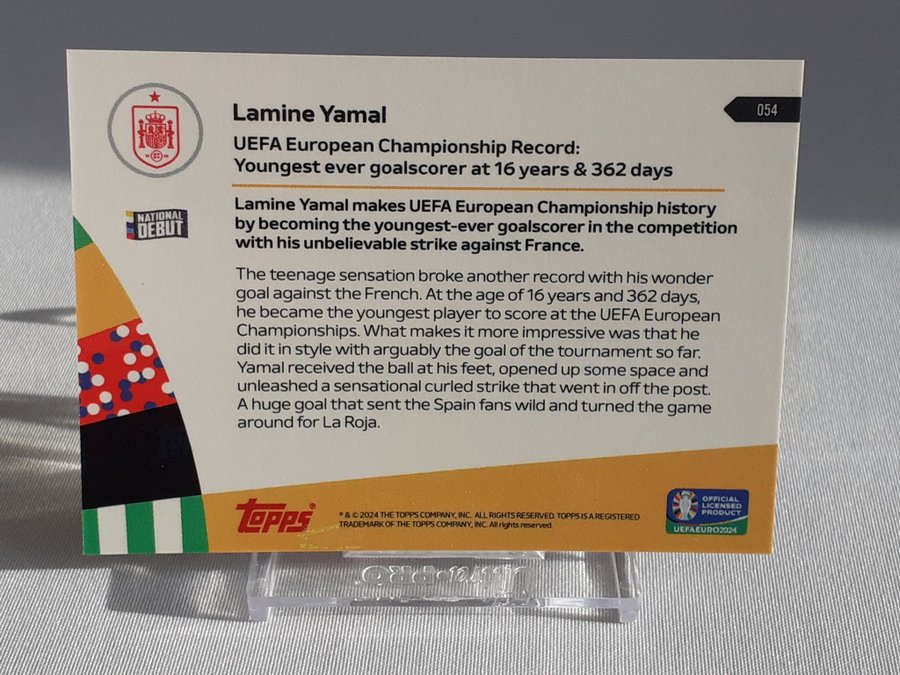 054
Lamine Yamal
UEFA European Championship Record:
Youngest ever goalscorer at 16 years & 362 days
NATIONAL
DEBUT
Lamine Yamal makes UEFA European Championship history
by becoming the youngest-ever goalscorer in the competition
with his unbelievable strike against France.
The teenage sensation broke another record with his wonder
goal against the French. At the age of 16 years and 362 days,
he became the youngest player to score at the UEFA European
Championships. What makes it more impressive was that he
did it in style with arguably the goal of the tournament so far.
Yamal received the ball at his feet, opened up some space and
unleashed a sensational curled strike that went in off the post.
A huge goal that sent the Spain fans wild and turned the game
around for La Roja.
topps
® & © 2024 THE TOPPS COMPANY, INC. ALL RIGHTS RESERVED. TOPPS IS A REGISTERED
TRADEMARK OF THE TOPPS COMPANY, INC. All rights reserved.
OFFICIAL
LICENSED
PRODUCT
UEFA EURO2024